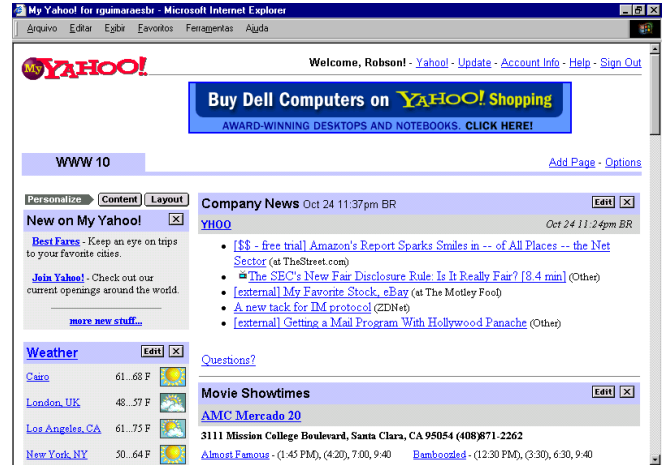 My Yahoo! for rguimaraesbr - Microsoft Internet Explorer
Arquivo Editar Exibir Favoritos Ferramentas Ajuda
My YAHOO!
Welcome, Robson! - Yahoo! - Update - Account Info - Help - Sign Out
Buy Dell Computers on YAHOO! Shopping
AWARD-WINNING DESKTOPS AND NOTEBOOKS. CLICK HERE!
WWW 10
Add Page - Options
Personalize Content Layout
New on My Yahoo! X
Best Fares - Keep an eye on trips
to your favorite cities.
Join Yahoo! - Check out our
current openings around the world.
more new stuff...
Weather Edit X
Cairo 61...68 F
London, UK 48...57 F
Los Angeles, CA 61...75 F
New York, NY 50...64 F
Company News Oct 24 11:37pm BR Edit X
YHOO Oct 24 11:24pm BR
• [$$ - free trial] Amazon's Report Sparks Smiles in -- of All Places -- the Net
Sector (at TheStreet.com)
• The SEC's New Fair Disclosure Rule: Is It Really Fair? [8.4 min] (Other)
• [external] My Favorite Stock, eBay (at The Motley Fool)
• A new tack for IM protocol (ZDNet)
• [external] Getting a Mail Program With Hollywood Panache (Other)
Questions?
Movie Showtimes Edit X
AMC Mercado 20
3111 Mission College Boulevard, Santa Clara, CA 95054 (408)871-2262
Almost Famous - (1:45 PM), (4:20), 7:00, 9:40 Bamboozled - (12:30 PM), (3:30), 6:30, 9:40